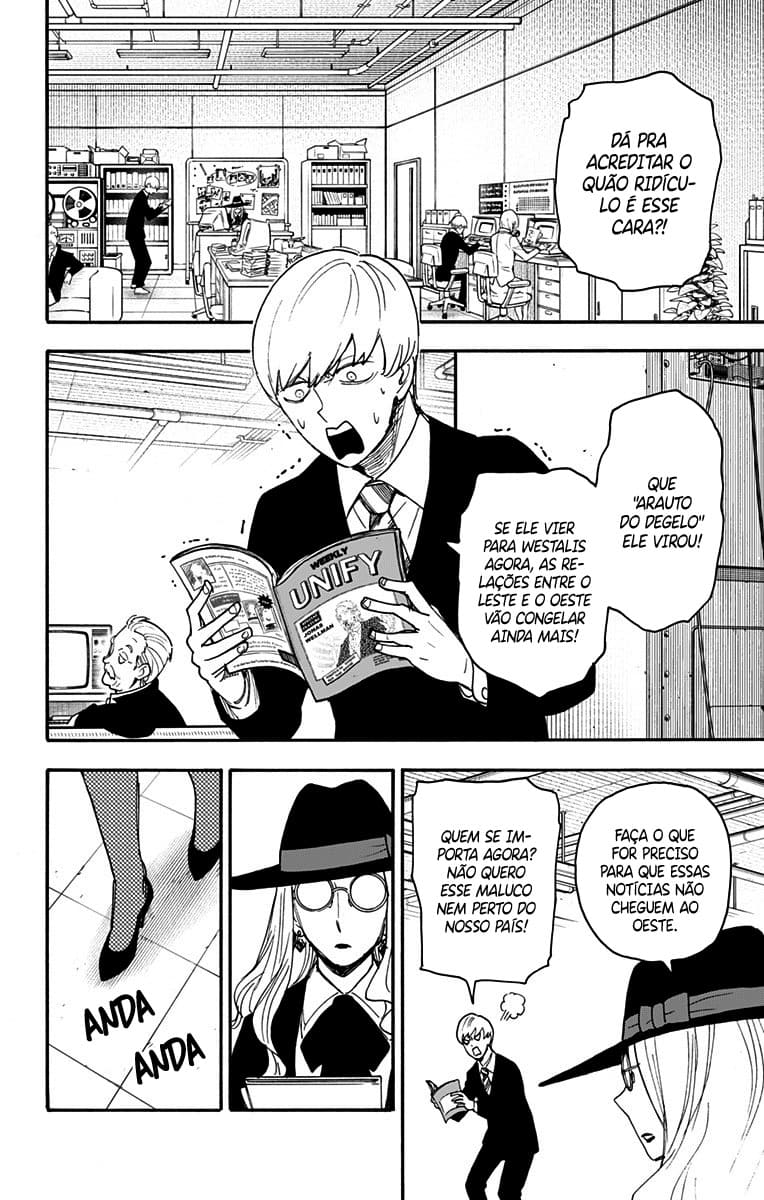 DÁ PRA
ACREDITAR O
QUÃO RIDÍCU-
LO É ESSE
CARA?!
QUE
"ARAUTO
DO DEGELO"
ELE VIROU!
SE ELE VIER
PARA WESTALIS
AGORA, AS RE-
LAÇÕES ENTRE O
LESTE E O OESTE
VÃO CONGELAR
AINDA MAIS!
WEEKLY
UNIFY
JONAS
WELLMAN
FAÇA O QUE
FOR PRECISO
PARA QUE ESSAS
NOTÍCIAS NÃO
CHEGUEM AO
OESTE.
QUEM SE IM-
PORTA AGORA?
NÃO QUERO
ESSE MALUCO
NEM PERTO DO
NOSSO PAÍS!
ANDA
ANDA